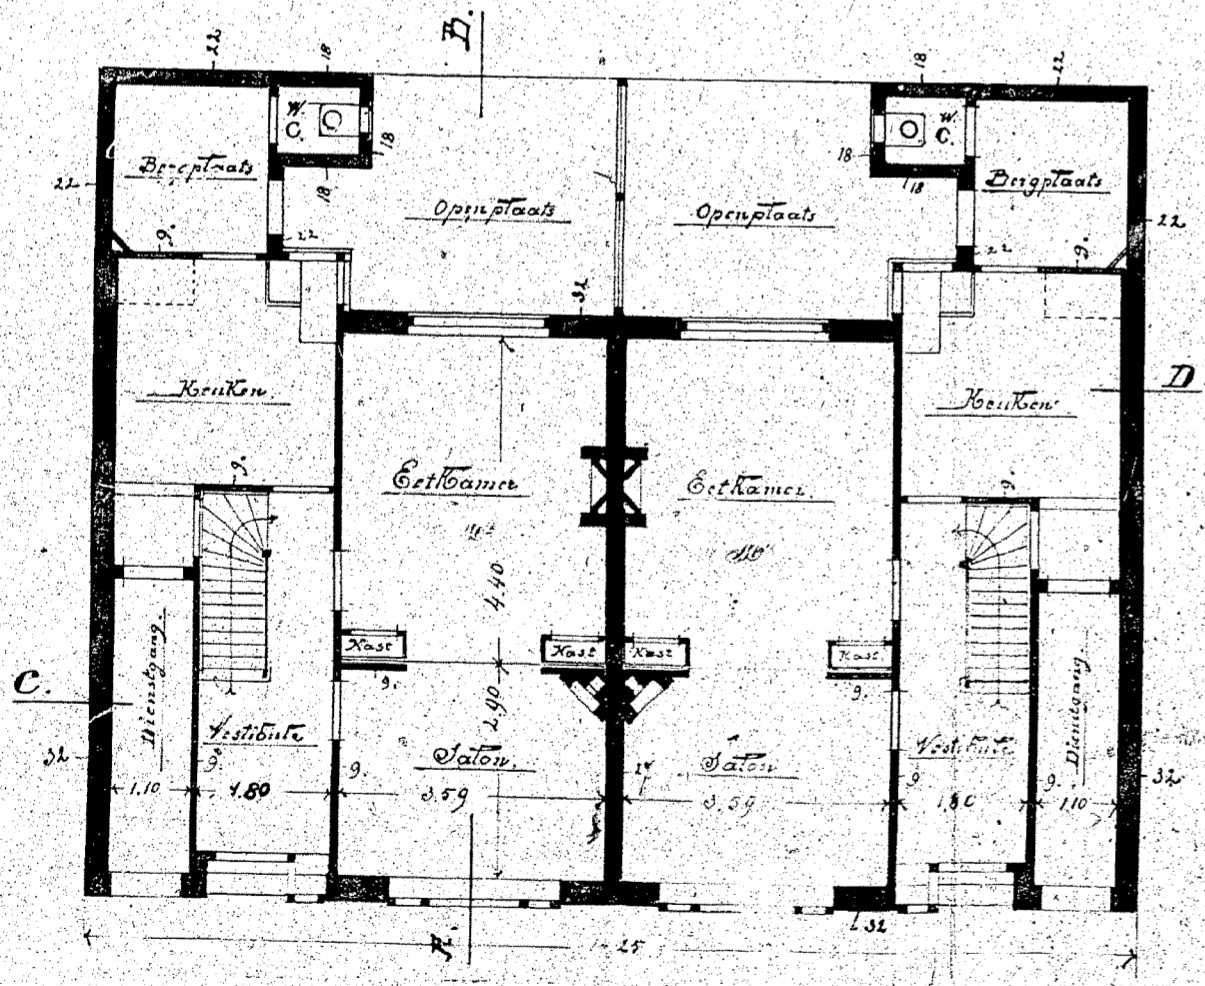 B.
22
18
18
22
W.
C.
W.
C.
18
18
18
18
Bergplaats
Bergplaats
22
22
Openplaats
Openplaats
22
22
9.
9.
32
Keuken
Keuken
D
9.
9.
Eetkamer
Eetkamer.
4.40
Kast
Kast
Kast
Kast.
9.
9.
C.
Dienstgang.
Dienstgang.
2.90
Vestibule
Vestibule
Salon.
Salon
32
9.
9.
9.
9.
32
1.10
1.80
3.59
3.59
1.80
1.10
32
A.
25